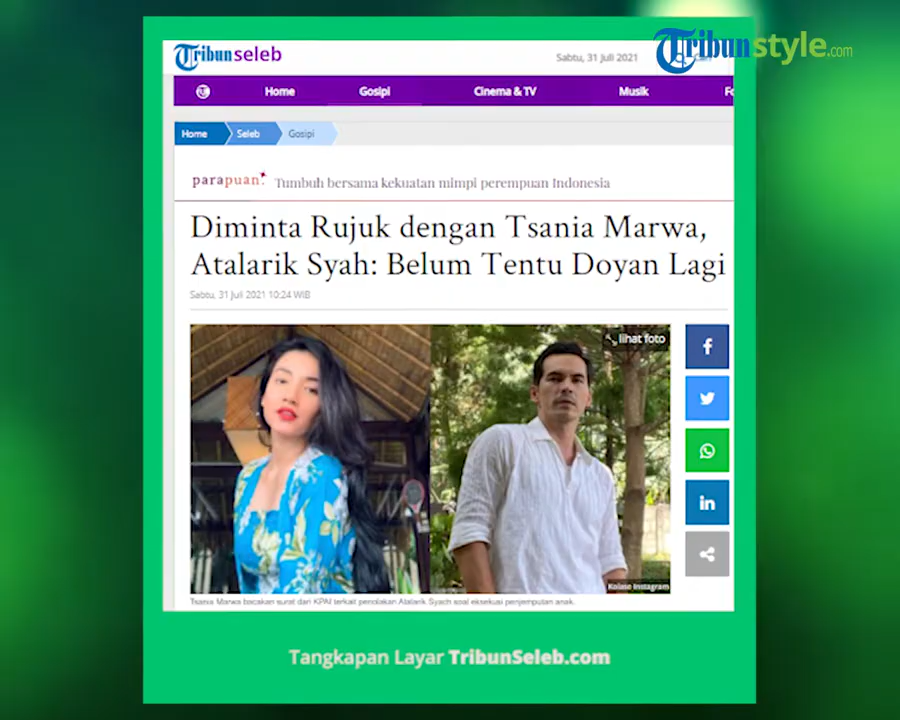 Tribunseleb
Sabtu, 31 Juli 2021
Tribunstyle.com
Home Gosipi Cinema & TV Musik
Home Seleb Gosipi
parapuan. Tumbuh bersama kekuatan mimpi perempuan Indonesia
Diminta Rujuk dengan Tsania Marwa,
Atalarik Syah: Belum Tentu Doyan Lagi
Sabtu, 31 Juli 2021 10:24 WIB
lihat foto
Kolase Instagram
Tsania Marwa bacakan surat dari KPAI terkait penolakan Atalarik Syach soal eksekusi penjemputan anak.
Tangkapan Layar TribunSeleb.com